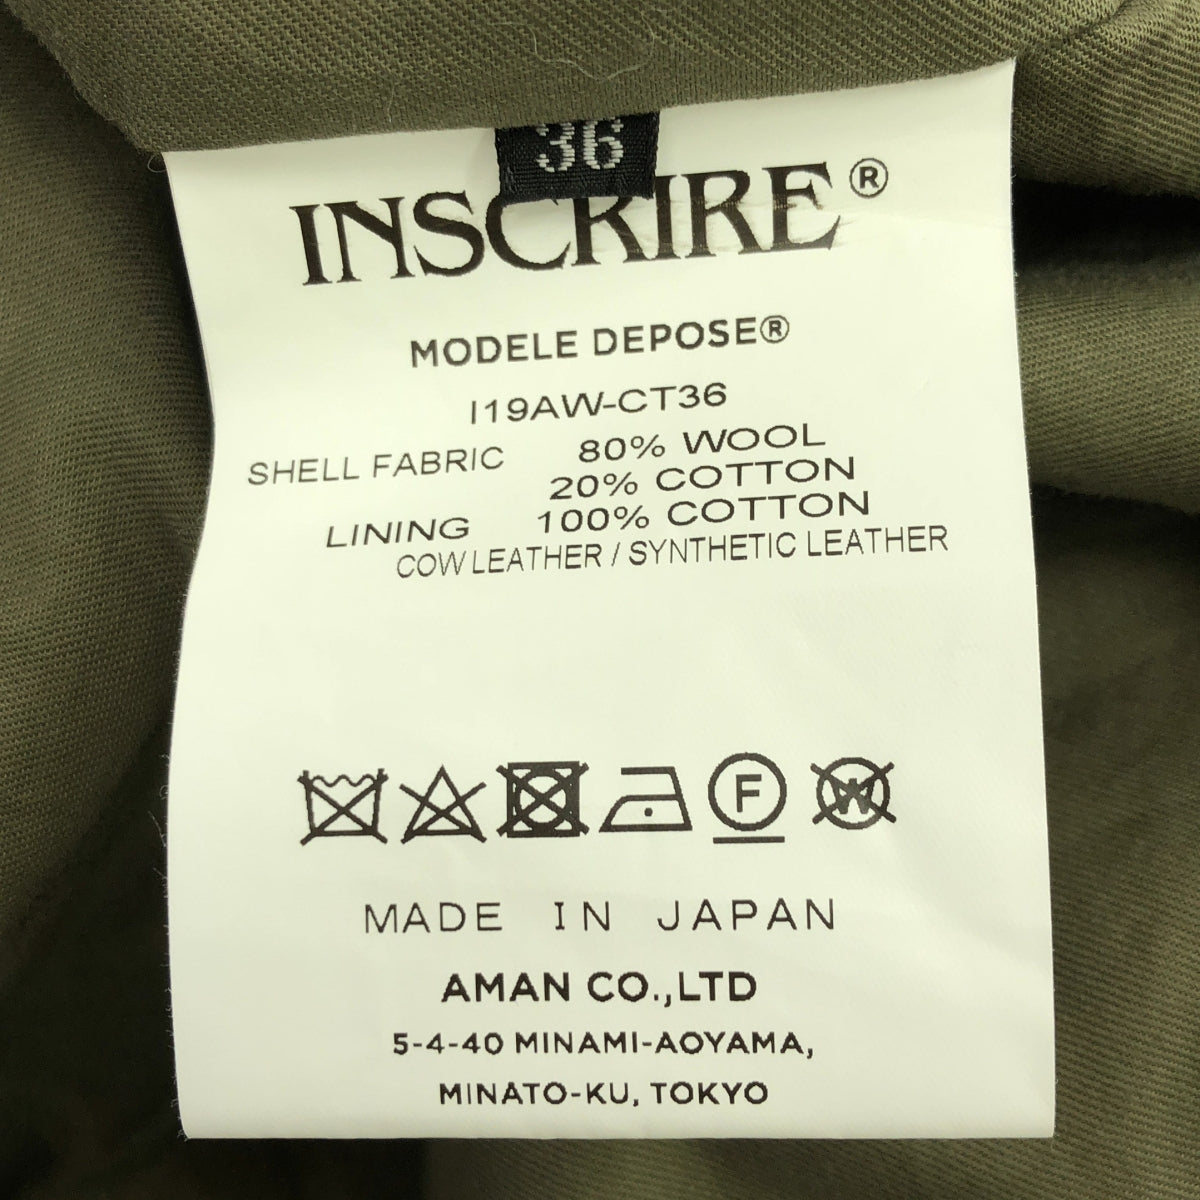 36
INSCRIRE®
MODELE DEPOSE®
I19AW-CT36
SHELL FABRIC 80% WOOL
20% COTTON
LINING 100% COTTON
COW LEATHER / SYNTHETIC LEATHER
F W
MADE IN JAPAN
AMAN CO.,LTD
5-4-40 MINAMI-AOYAMA,
MINATO-KU, TOKYO